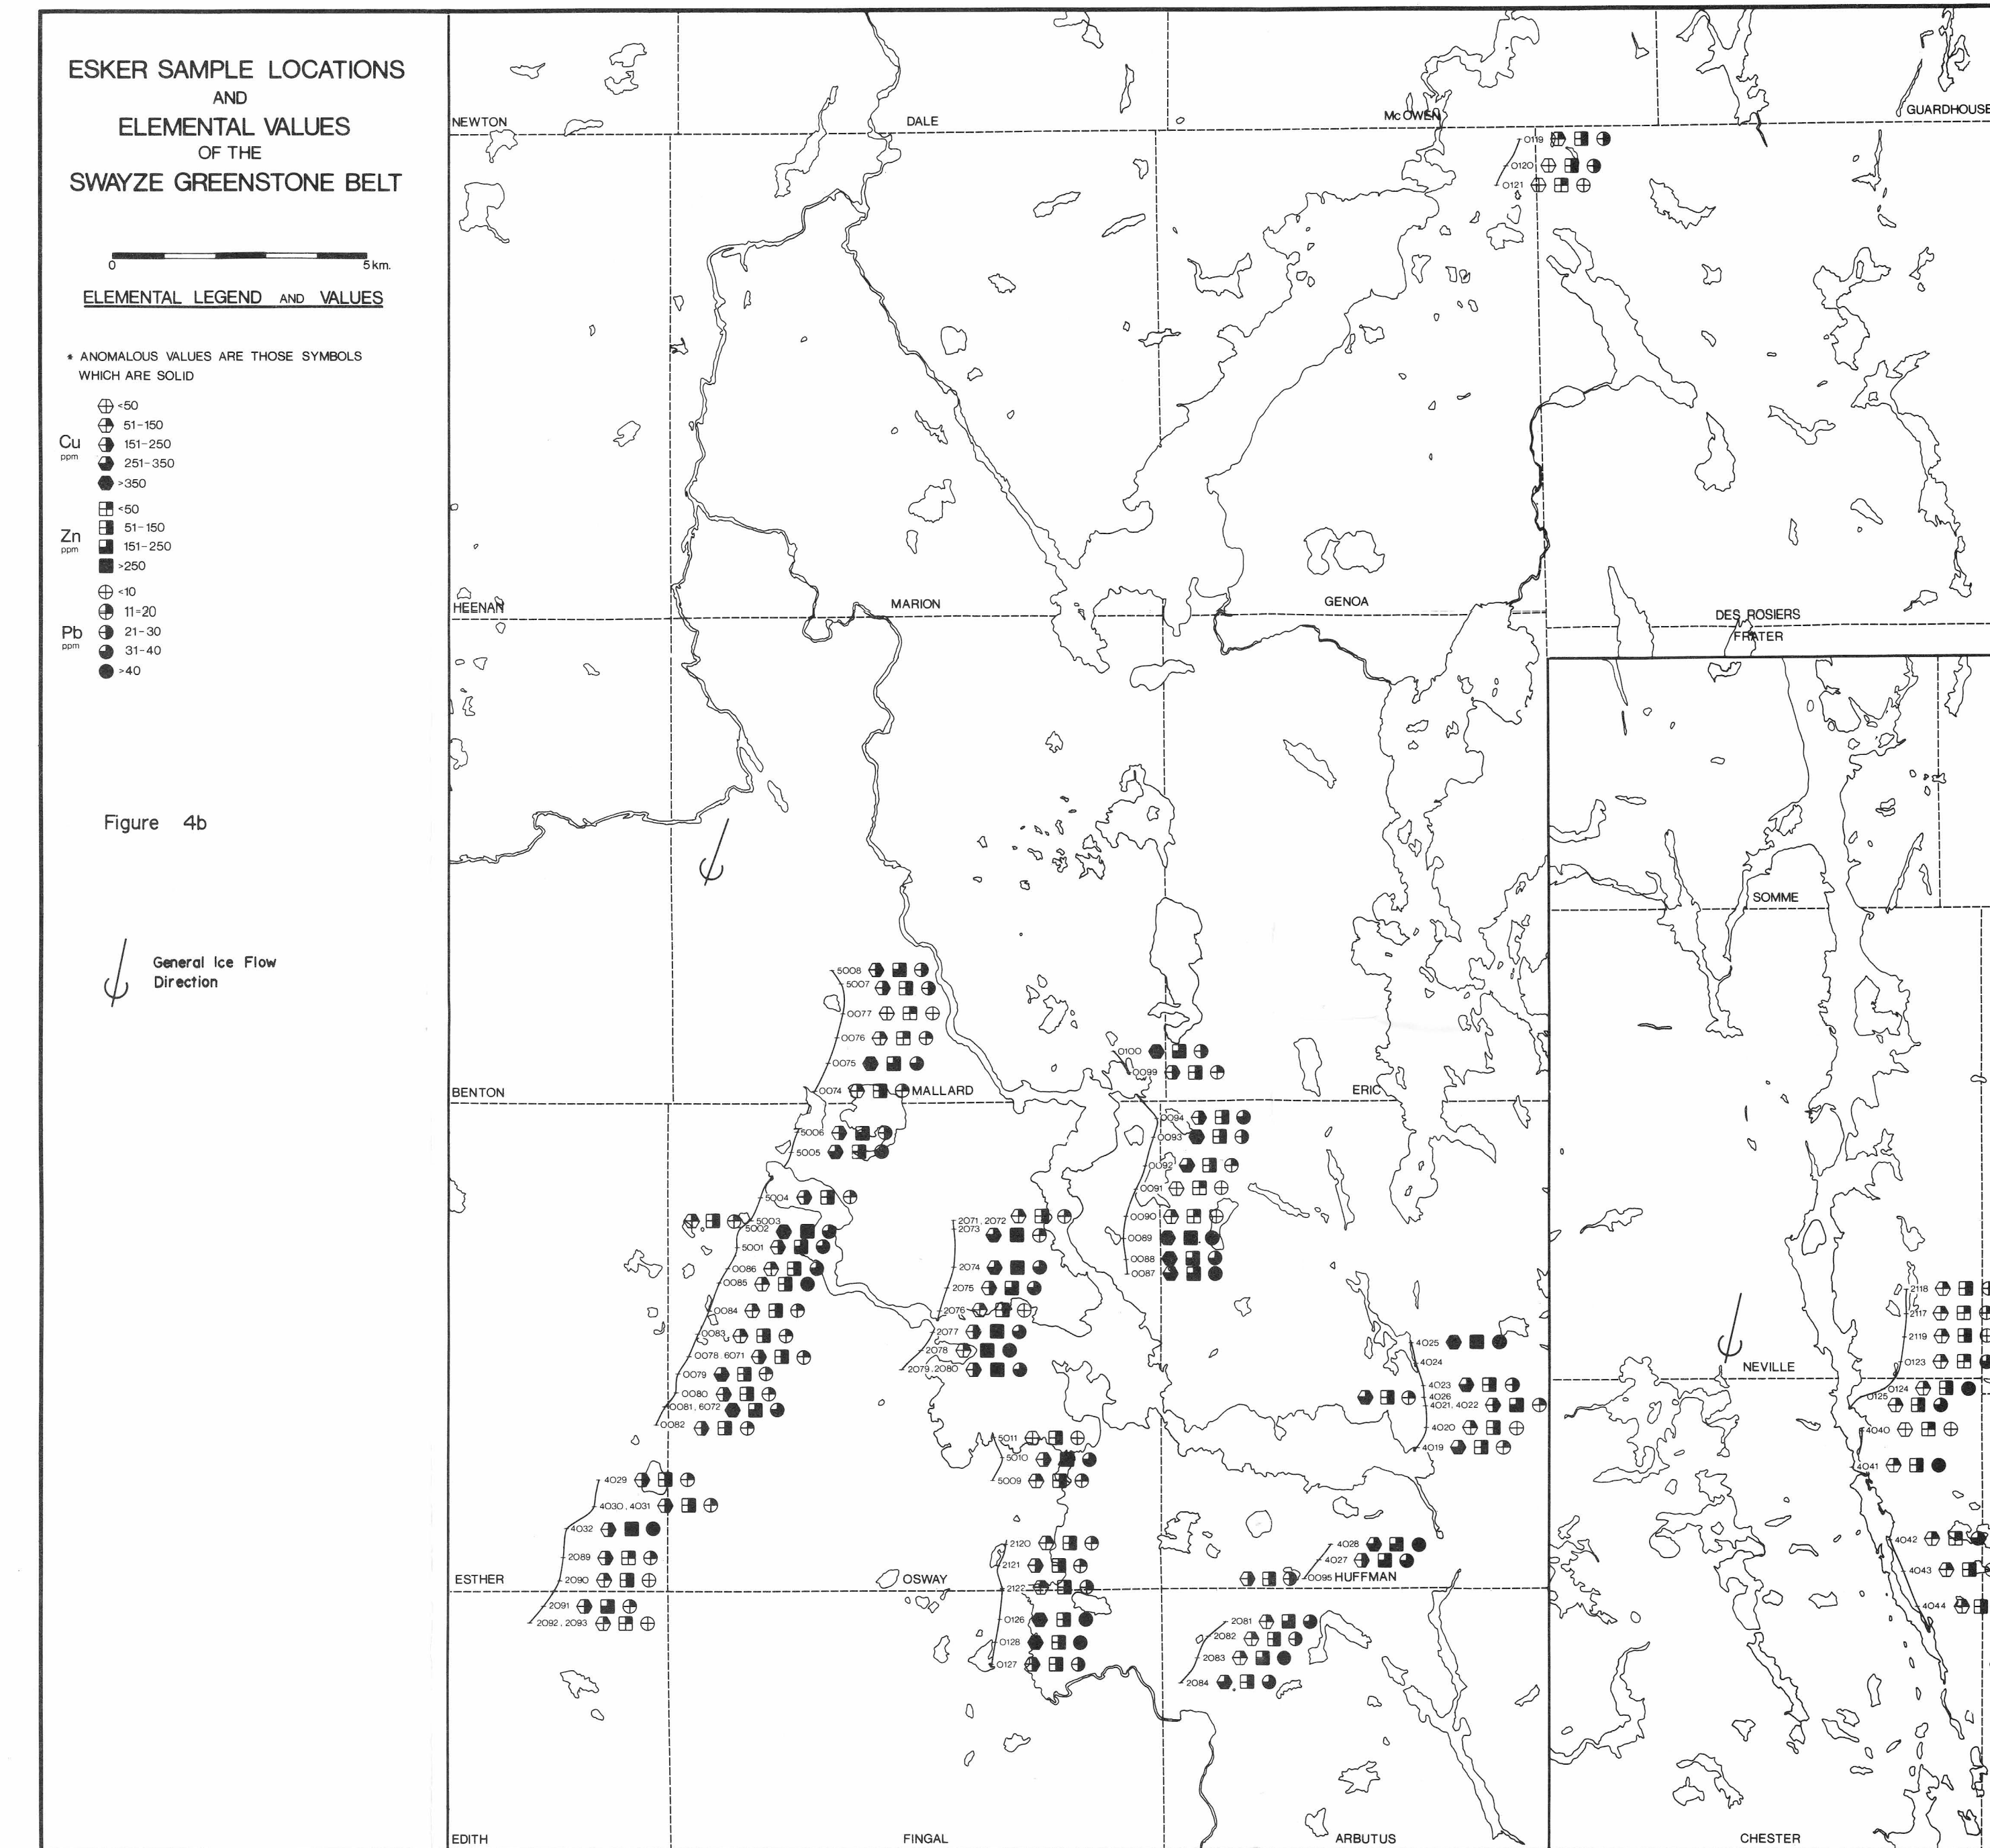 ESKER SAMPLE LOCATIONS
AND
ELEMENTAL VALUES
OF THE
SWAYZE GREENSTONE BELT
0
5 km.
ELEMENTAL LEGEND AND VALUES
* ANOMALOUS VALUES ARE THOSE SYMBOLS
WHICH ARE SOLID
Cu
ppm
<50
51-150
151-250
251-350
>350
Zn
ppm
<50
51-150
151-250
>250
Pb
ppm
<10
11=20
21-30
31-40
>40
Figure 4b
General Ice Flow
Direction
NEWTON
DALE
Mc OWEN
GUARDHOUSE
0119
0120
0121
HEENAN
MARION
GENOA
DES ROSIERS
FRATER
SOMME
5008
5007
0077
0076
0075
0074
BENTON
MALLARD
ERIC
0100
0099
5006
5005
5004
5003
5002
5001
0086
0085
0084
0083
0078, 6071
0079
0080
0081, 6072
0082
0094
0093
0092
0091
0090
0089
0088
0087
2071, 2072
2073
2074
2075
2076
2077
2078
2079, 2080
5011
5010
5009
4025
4024
4023
4026
4021, 4022
4020
4019
2118
2117
2119
0123
NEVILLE
0124
0125
4040
4041
4042
4043
4044
4029
4030, 4031
4032
2089
2090
2091
2092, 2093
2120
2121
2122
0126
0128
0127
4028
4027
0095
HUFFMAN
ESTHER
OSWAY
2081
2082
2083
2084
EDITH
FINGAL
ARBUTUS
CHESTER